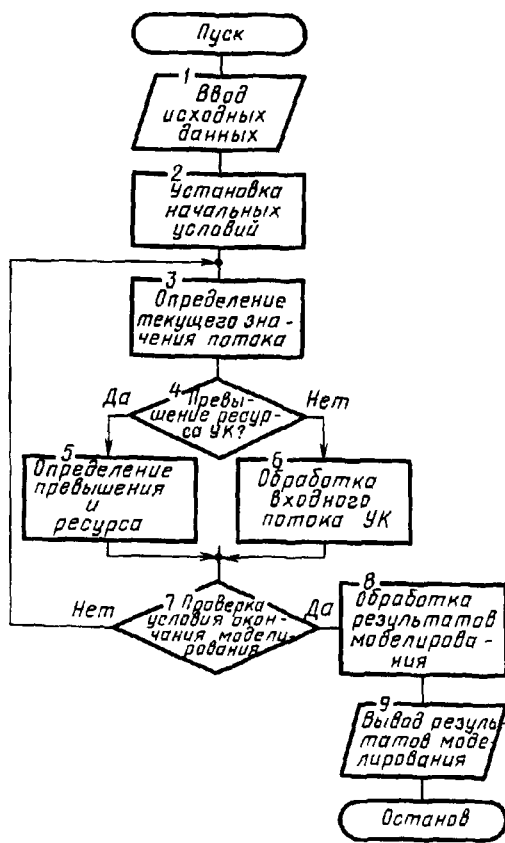 Пуск
1
Ввод
исходных
данных
2
Установка
начальных
условий
3
Определение
текущего зна-
чения потока
Да
4 Превы-
шение ресур-
са УК?
Нет
5
Определение
превышения
и
ресурса
6
Обработка
входного
потока УК
Нет
7 Проверка
условия окон-
чания модели-
рования
Да
8
Обработка
результатов
моделирова-
ния
9
Вывод резуль-
татов моде-
лирования
Останов